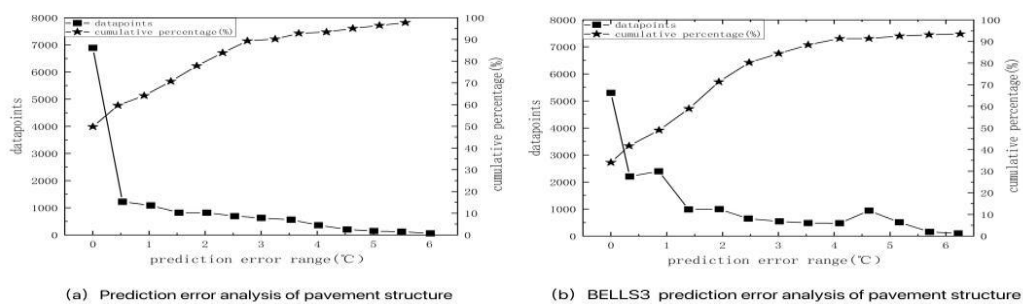 8000
7000
6000
5000
4000
3000
2000
1000
0
datapoints
datapoints
cumulative percentage(%)
100
90
80
70
60
50
40
30
20
10
0
cumulative percentage(%)
0 1 2 3 4 5 6
prediction error range(℃)
(a) Prediction error analysis of pavement structure
8000
7000
6000
5000
4000
3000
2000
1000
0
datapoints
datapoints
cumulative percentage(%)
100
90
80
70
60
50
40
30
20
10
0
cumulative percentage(%)
0 1 2 3 4 5 6
prediction error range(℃)
(b) BELLS3 prediction error analysis of pavement structure